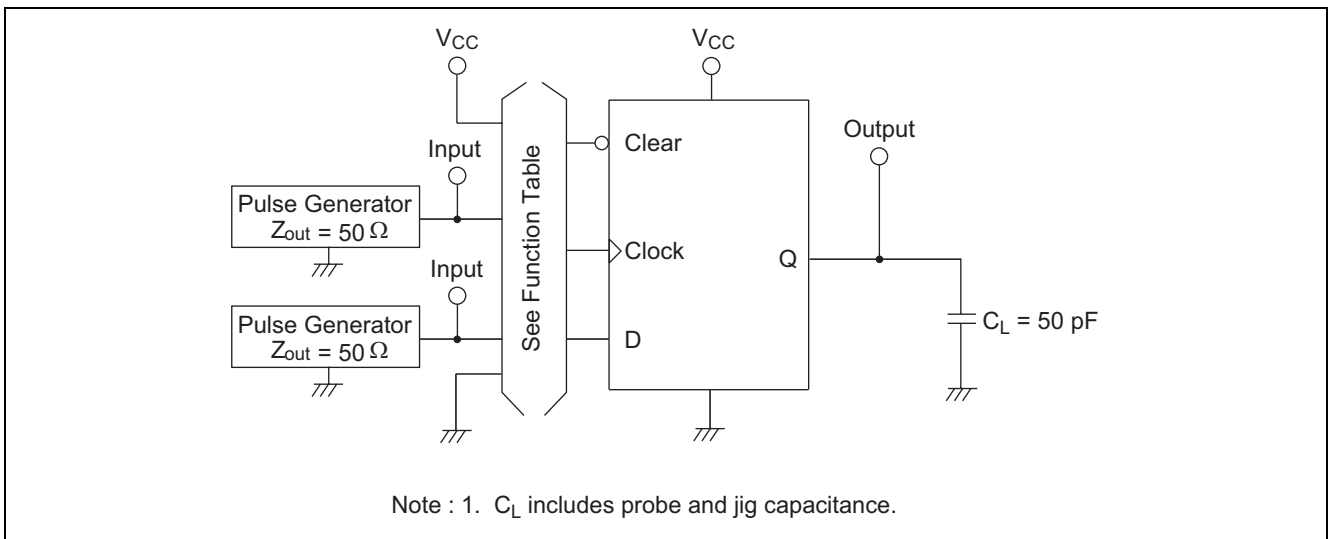 VCC
VCC
Output
Input
Clear
Pulse Generator
Zout = 50 Ω
See Function Table
Clock
Q
Input
Pulse Generator
Zout = 50 Ω
D
CL = 50 pF
Note : 1. CL includes probe and jig capacitance.